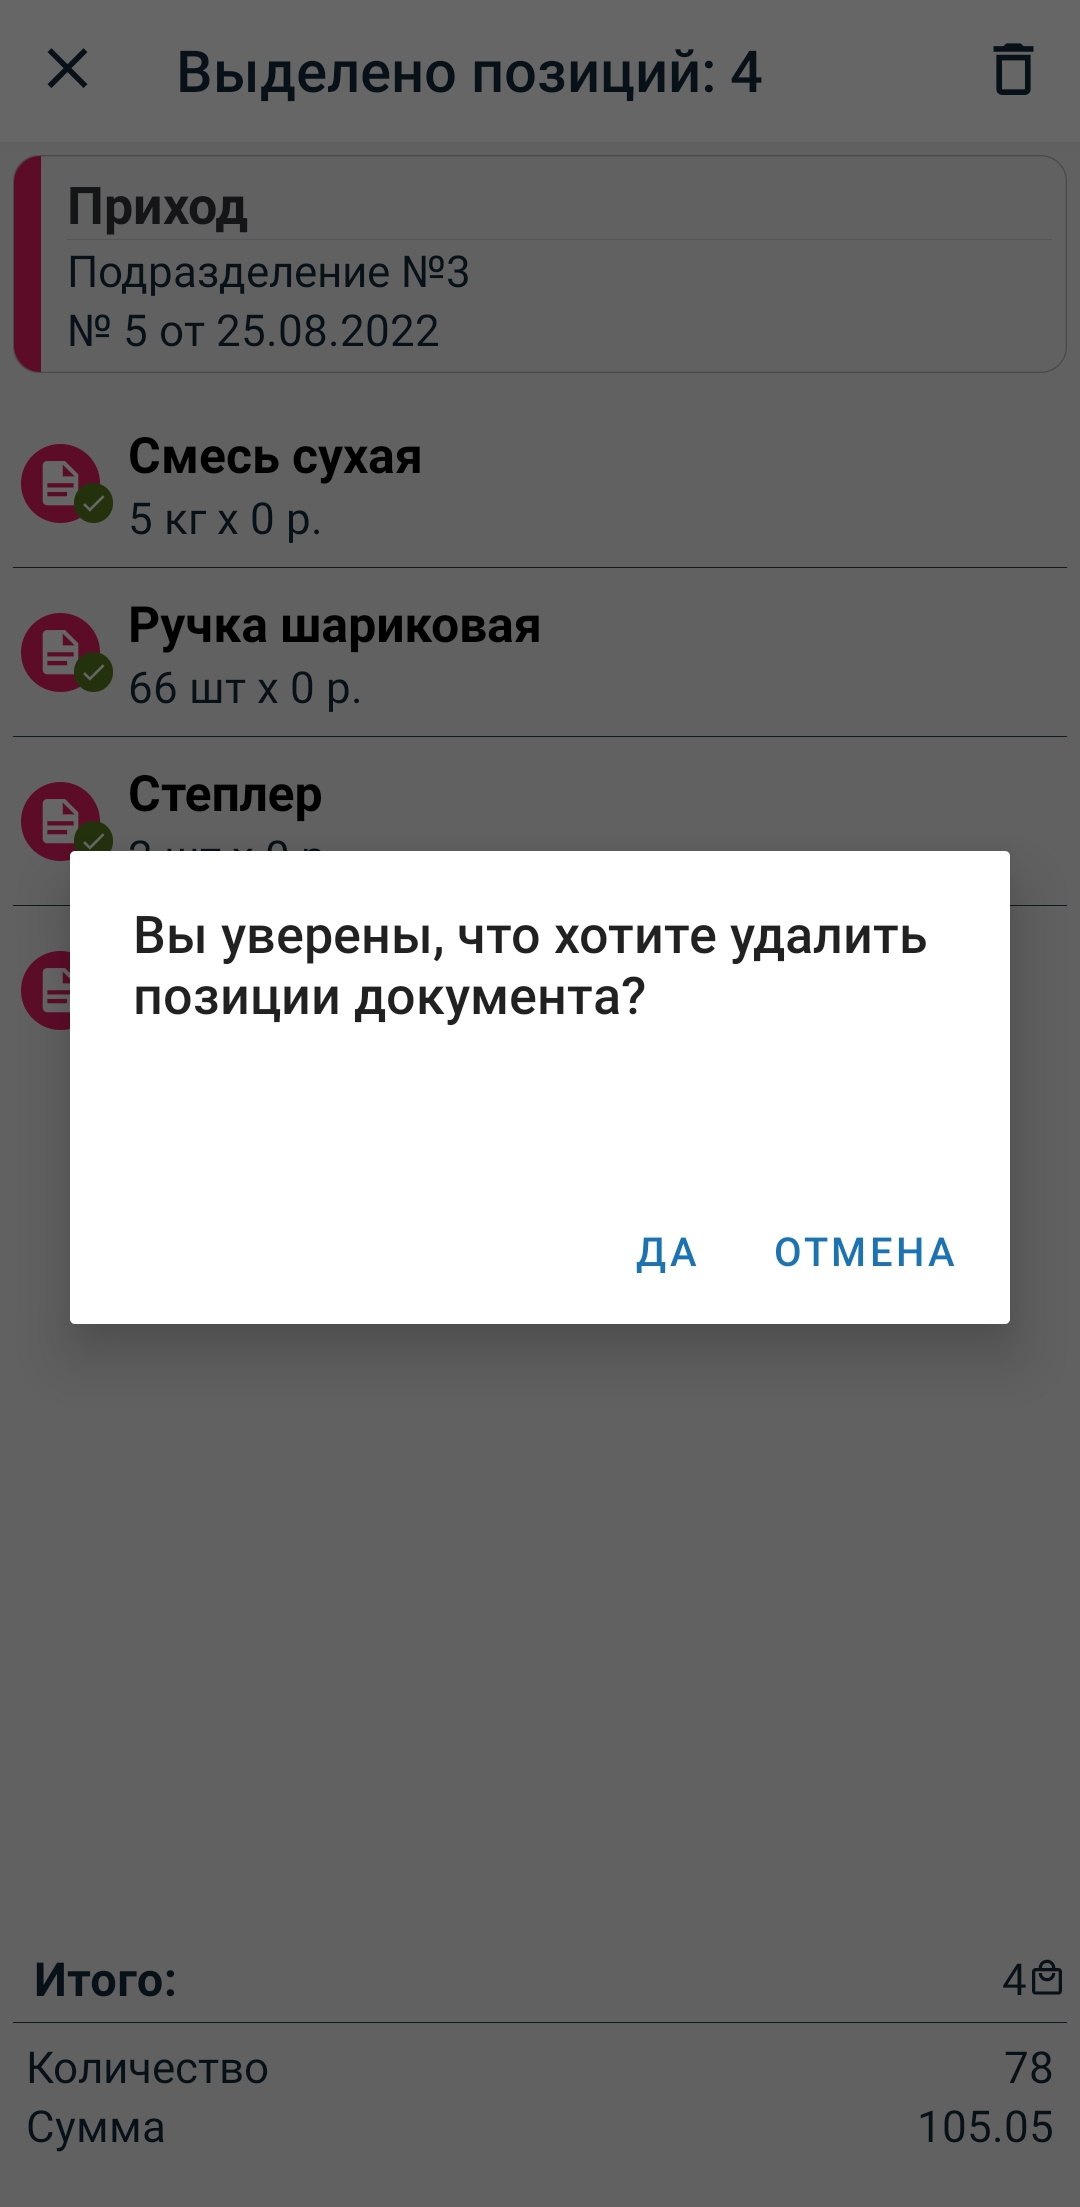 Выделено позиций: 4
Приход
Подразделение №3
№ 5 от 25.08.2022
Смесь сухая
5 кг x 0 р.
Ручка шариковая
66 шт x 0 р.
Степлер
Вы уверены, что хотите удалить
позиции документа?
ДА ОТМЕНА
Итого: 4
Количество 78
Сумма 105.05